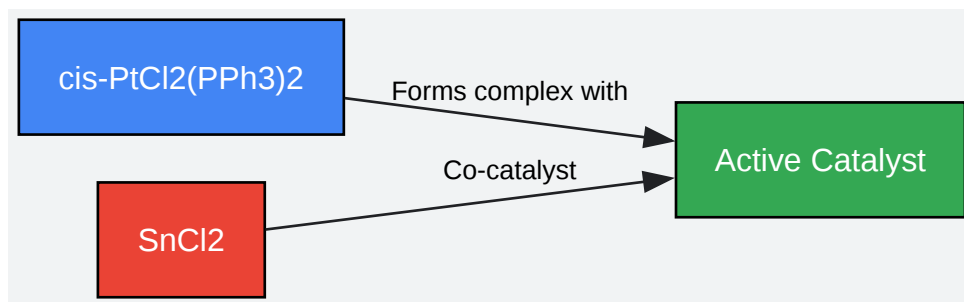 cis-PtCl2(PPh3)2
Forms complex with
Active Catalyst
Co-catalyst
SnCl2